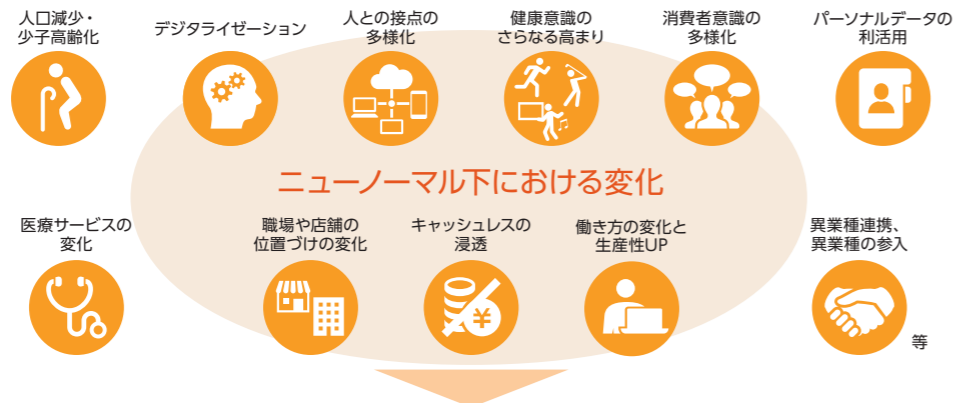 人口減少・
少子高齢化
デジタライゼーション
人との接点の
多様化
健康意識の
さらなる高まり
消費者意識の
多様化
パーソナルデータの
利活用
ニューノーマル下における変化
医療サービスの
変化
職場や店舗の
位置づけの変化
キャッシュレスの
浸透
¥
働き方の変化と
生産性UP
異業種連携、
異業種の参入
等